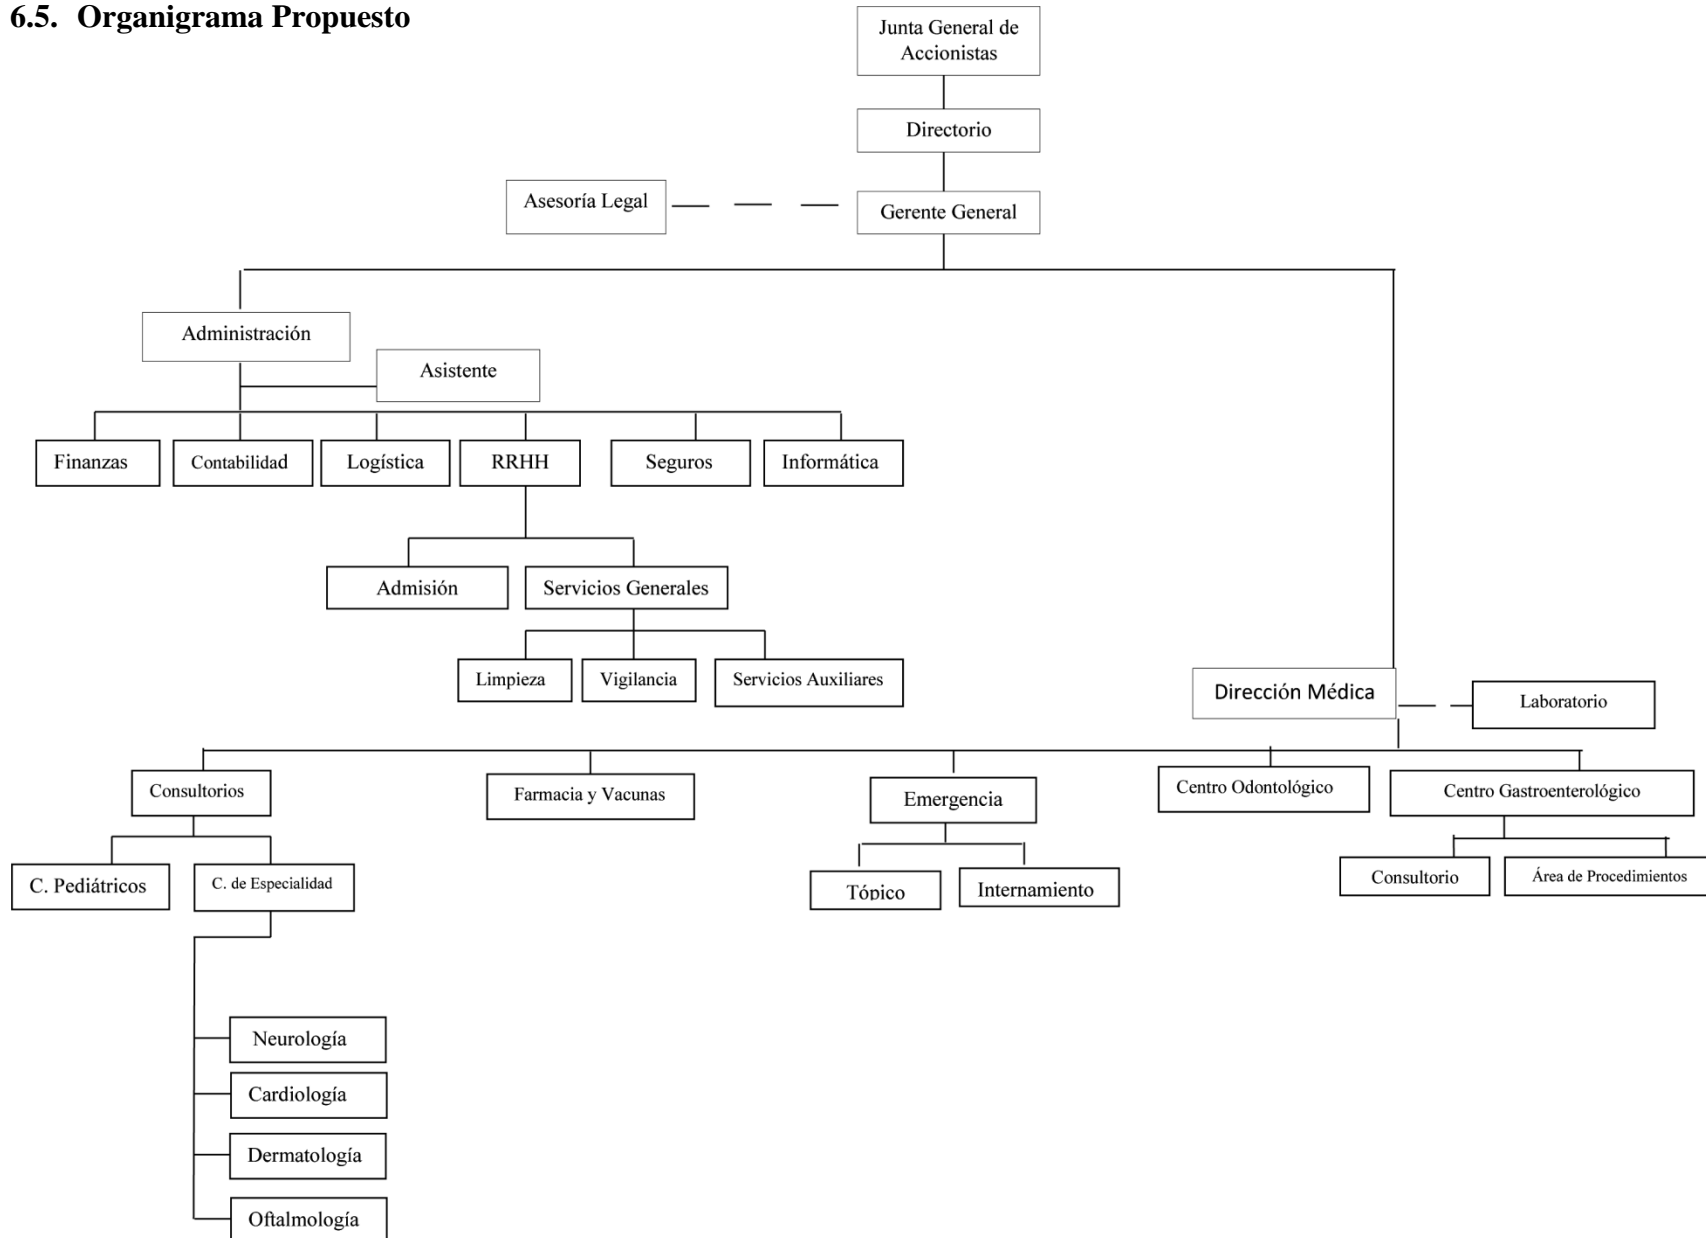 6.5. Organigrama Propuesto
Junta General de
Accionistas
Directorio
Asesoría Legal
Gerente General
Administración
Asistente
Finanzas
Contabilidad
Logística
RRHH
Seguros
Informática
Admisión
Servicios Generales
Limpieza
Vigilancia
Servicios Auxiliares
Dirección Médica
Laboratorio
Consultorios
Farmacia y Vacunas
Emergencia
Centro Odontológico
Centro Gastroenterológico
C. Pediátricos
C. de Especialidad
Tópico
Internamiento
Consultorio
Área de Procedimientos
Neurología
Cardiología
Dermatología
Oftalmología